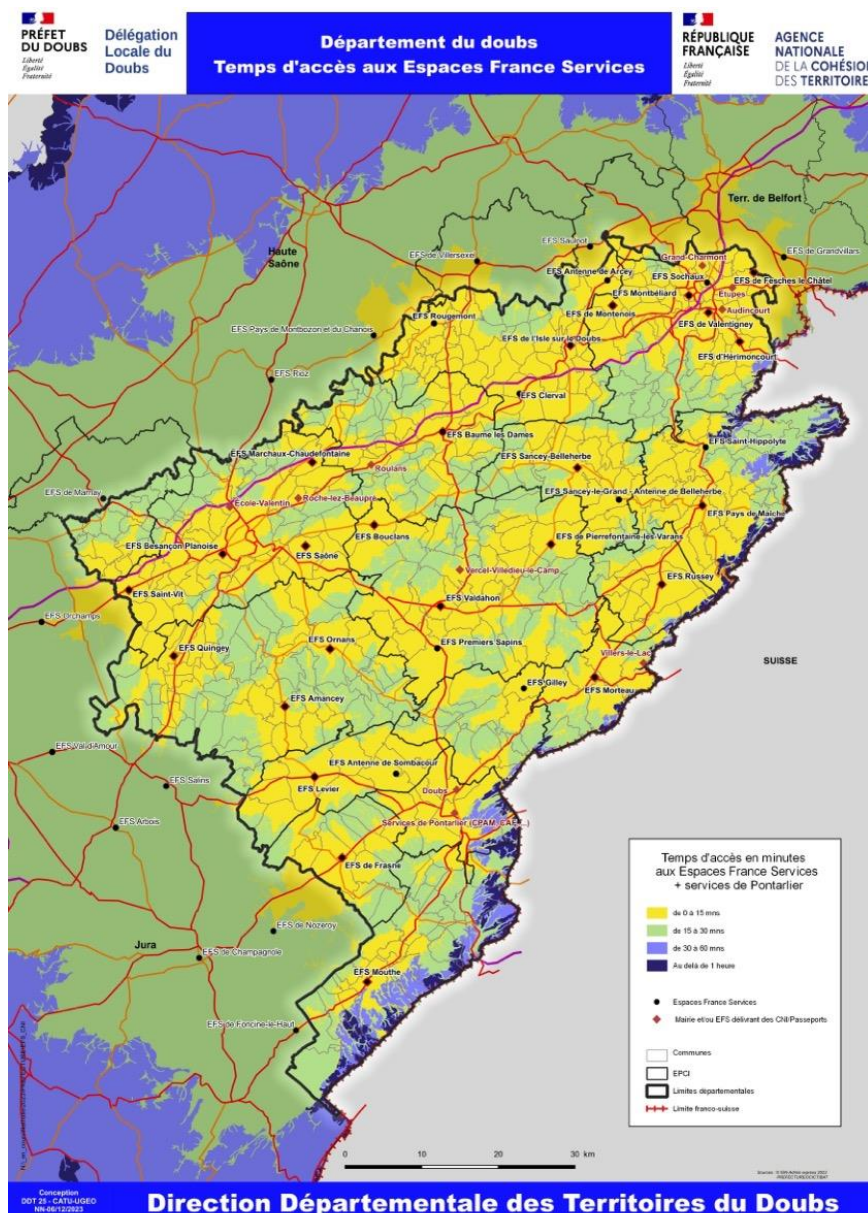 PRÉFET
DU DOUBS
Liberté
Égalité
Fraternité
Délégation
Locale du
Doubs
Département du doubs
Temps d'accès aux Espaces France Services
RÉPUBLIQUE
FRANÇAISE
Liberté
Égalité
Fraternité
AGENCE
NATIONALE
DE LA COHÉSION
DES TERRITOIRES
Terr. de Belfort
Haute
Saône
EFS Saulnot
EFS de Villersexel
EFS de Grandvillars
Grand-Charmont
EFS Antenne de Arcey
EFS Sochaux
EFS de Fesches le Châtel
EFS Montbéliard
Etupes
EFS de Montenois
Audincourt
EFS Rougemont
EFS de Valentigney
EFS Pays de Montbozon et du Chanois
EFS de l'Isle sur le Doubs
EFS d'Hérimoncourt
EFS Rioz
EFS Clerval
EFS Baume les Dames
EFS Saint-Hippolyte
EFS Marchaux-Chaudefontaine
Roulans
EFS Sancey-Belleherbe
EFS de Marnay
École-Valentin
Roche-lez-Beaupré
EFS Sancey-le-Grand - Antenne de Belleherbe
EFS Pays de Maîche
EFS Bouclans
EFS Besançon Planoise
EFS Saône
EFS de Pierrefontaine-les-Varans
Vercel-Villedieu-le-Camp
EFS Russey
EFS Saint-Vit
EFS Valdahon
EFS Orchamps
EFS Quingey
EFS Ornans
EFS Premiers Sapins
Villers-le-Lac
SUISSE
EFS Gilley
EFS Morteau
EFS Amancey
EFS Val d'Amour
EFS Antenne de Sombacour
EFS Salins
EFS Levier
Doubs
EFS Arbois
Services de Pontarlier (CPAM, CAF...)
EFS de Frasne
EFS de Nozeroy
Jura
EFS de Champagnole
EFS Mouthe
EFS de Foncine-le-Haut
Temps d'accès en minutes
aux Espaces France Services
+ services de Pontarlier
de 0 à 15 mns
de 15 à 30 mns
de 30 à 60 mns
Au delà de 1 heure
Espaces France Services
Mairie et/ou EFS délivrant des CNI/Passeports
Communes
EPCI
Limites départementales
Limite franco-suisse
0 10 20 30 km
Conception
DDT 25 - CATU-UGEO
NN-06/12/2023
Direction Départementale des Territoires du Doubs